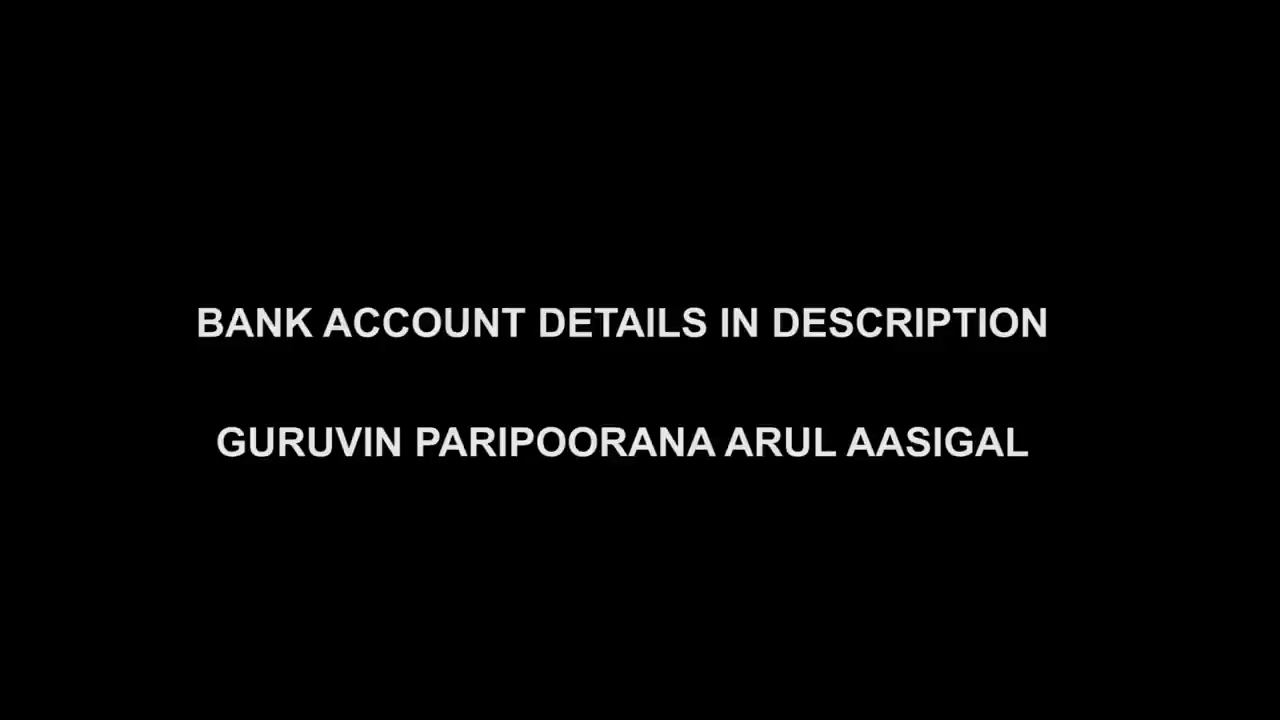 BANK ACCOUNT DETAILS IN DESCRIPTION
GURUVIN PARIPOORANA ARUL AASIGAL